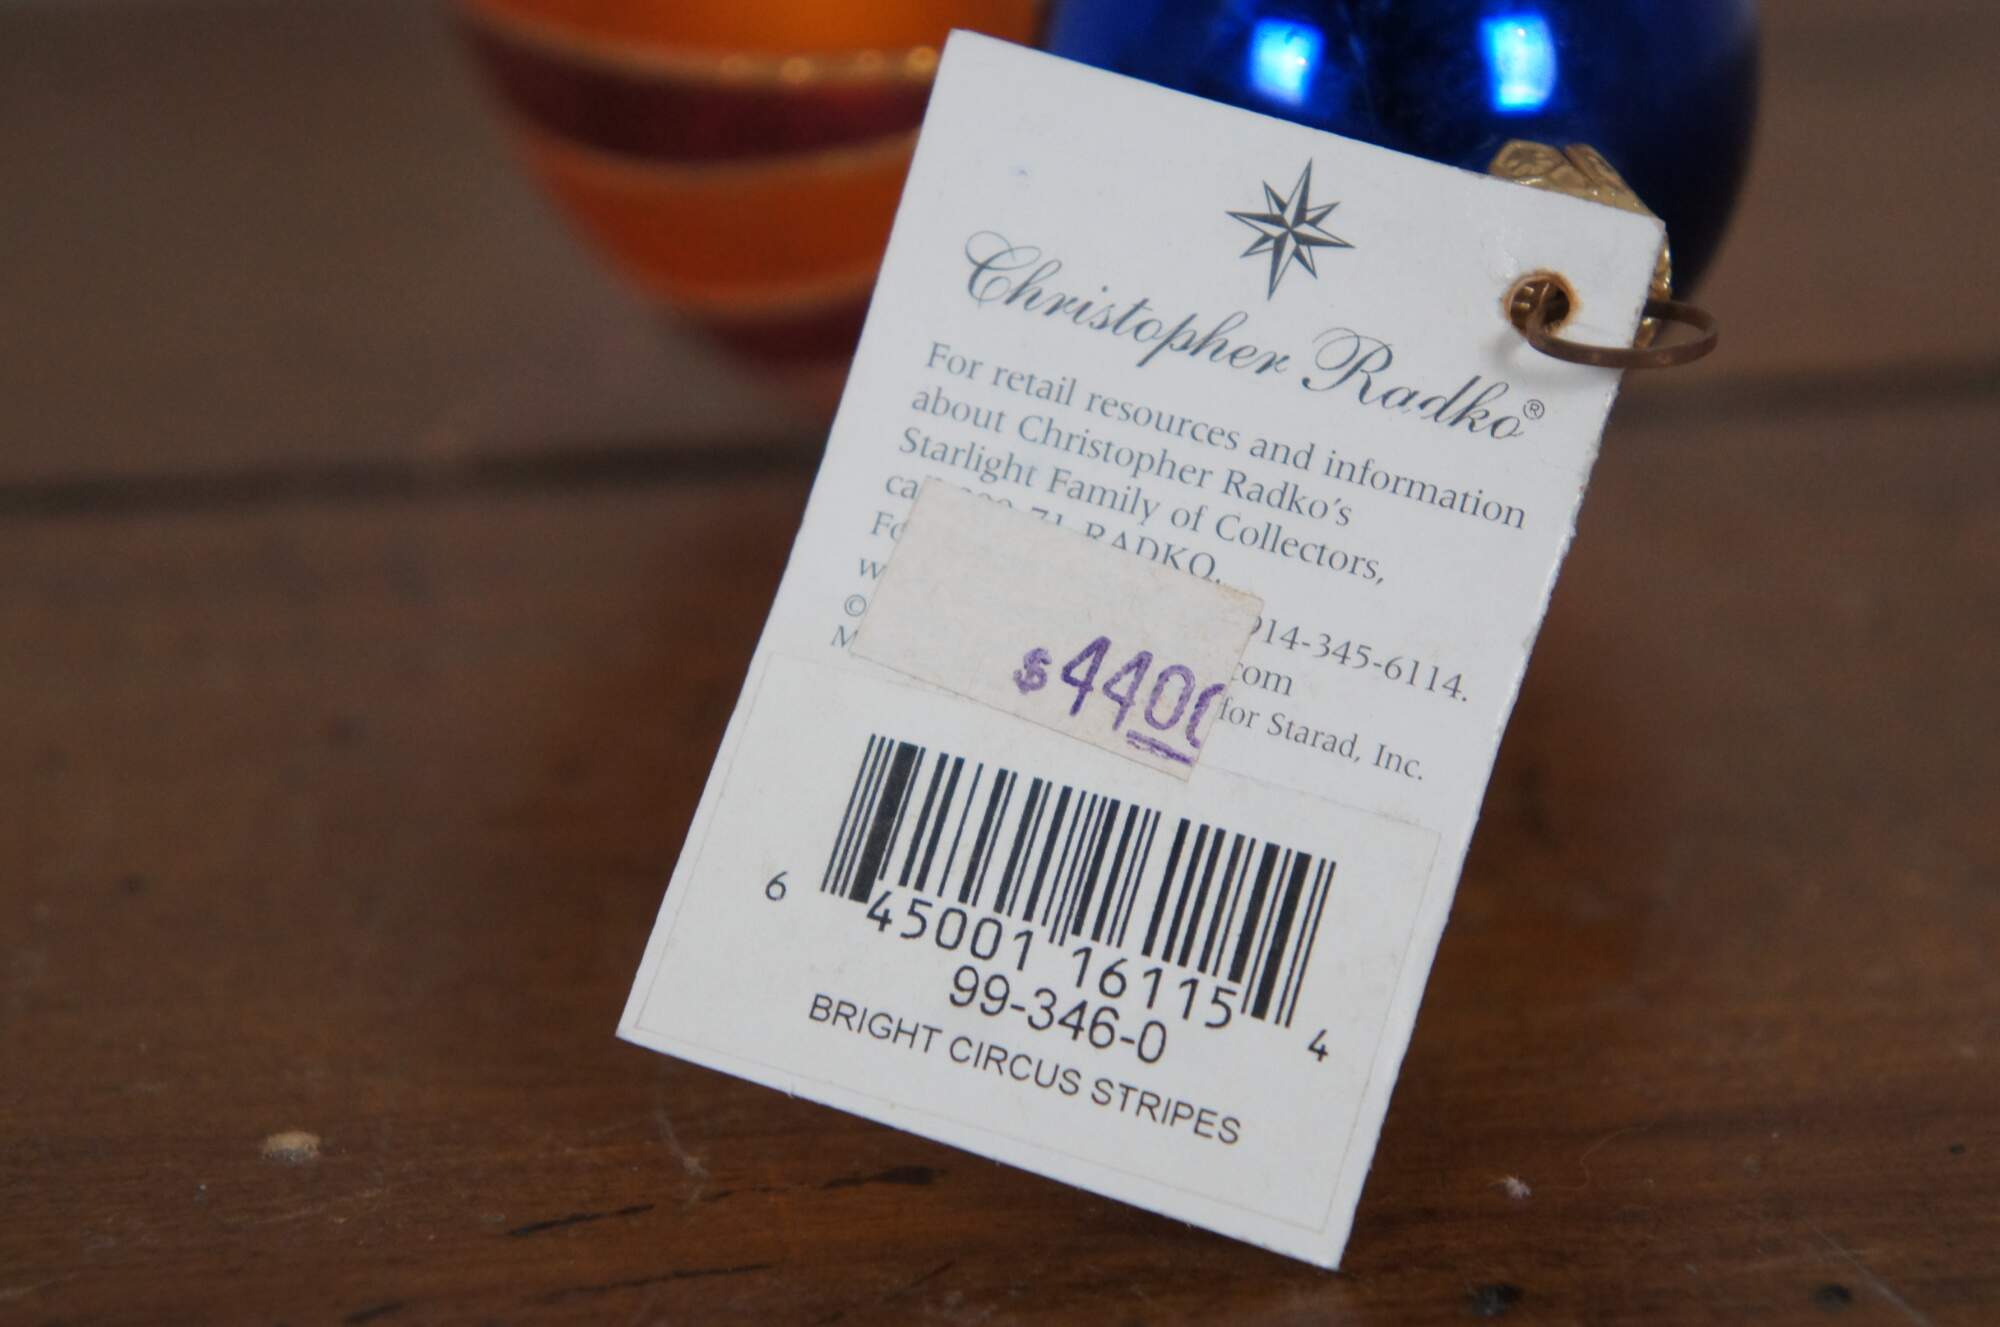 Christopher Radko®
For retail resources and information
about Christopher Radko's
Starlight Family of Collectors,
RADKO.
914-345-6114.
com
© for Starad, Inc.
$4400
6 45001 16115 4
99-346-0
BRIGHT CIRCUS STRIPES